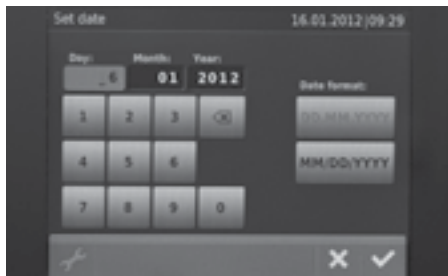 Set date 16.01.2012|09:29
Day: Month: Year:
_6 01 2012
Date format:
1 2 3 DD.MM.YYYY
4 5 6 MM/DD/YYYY
7 8 9 0